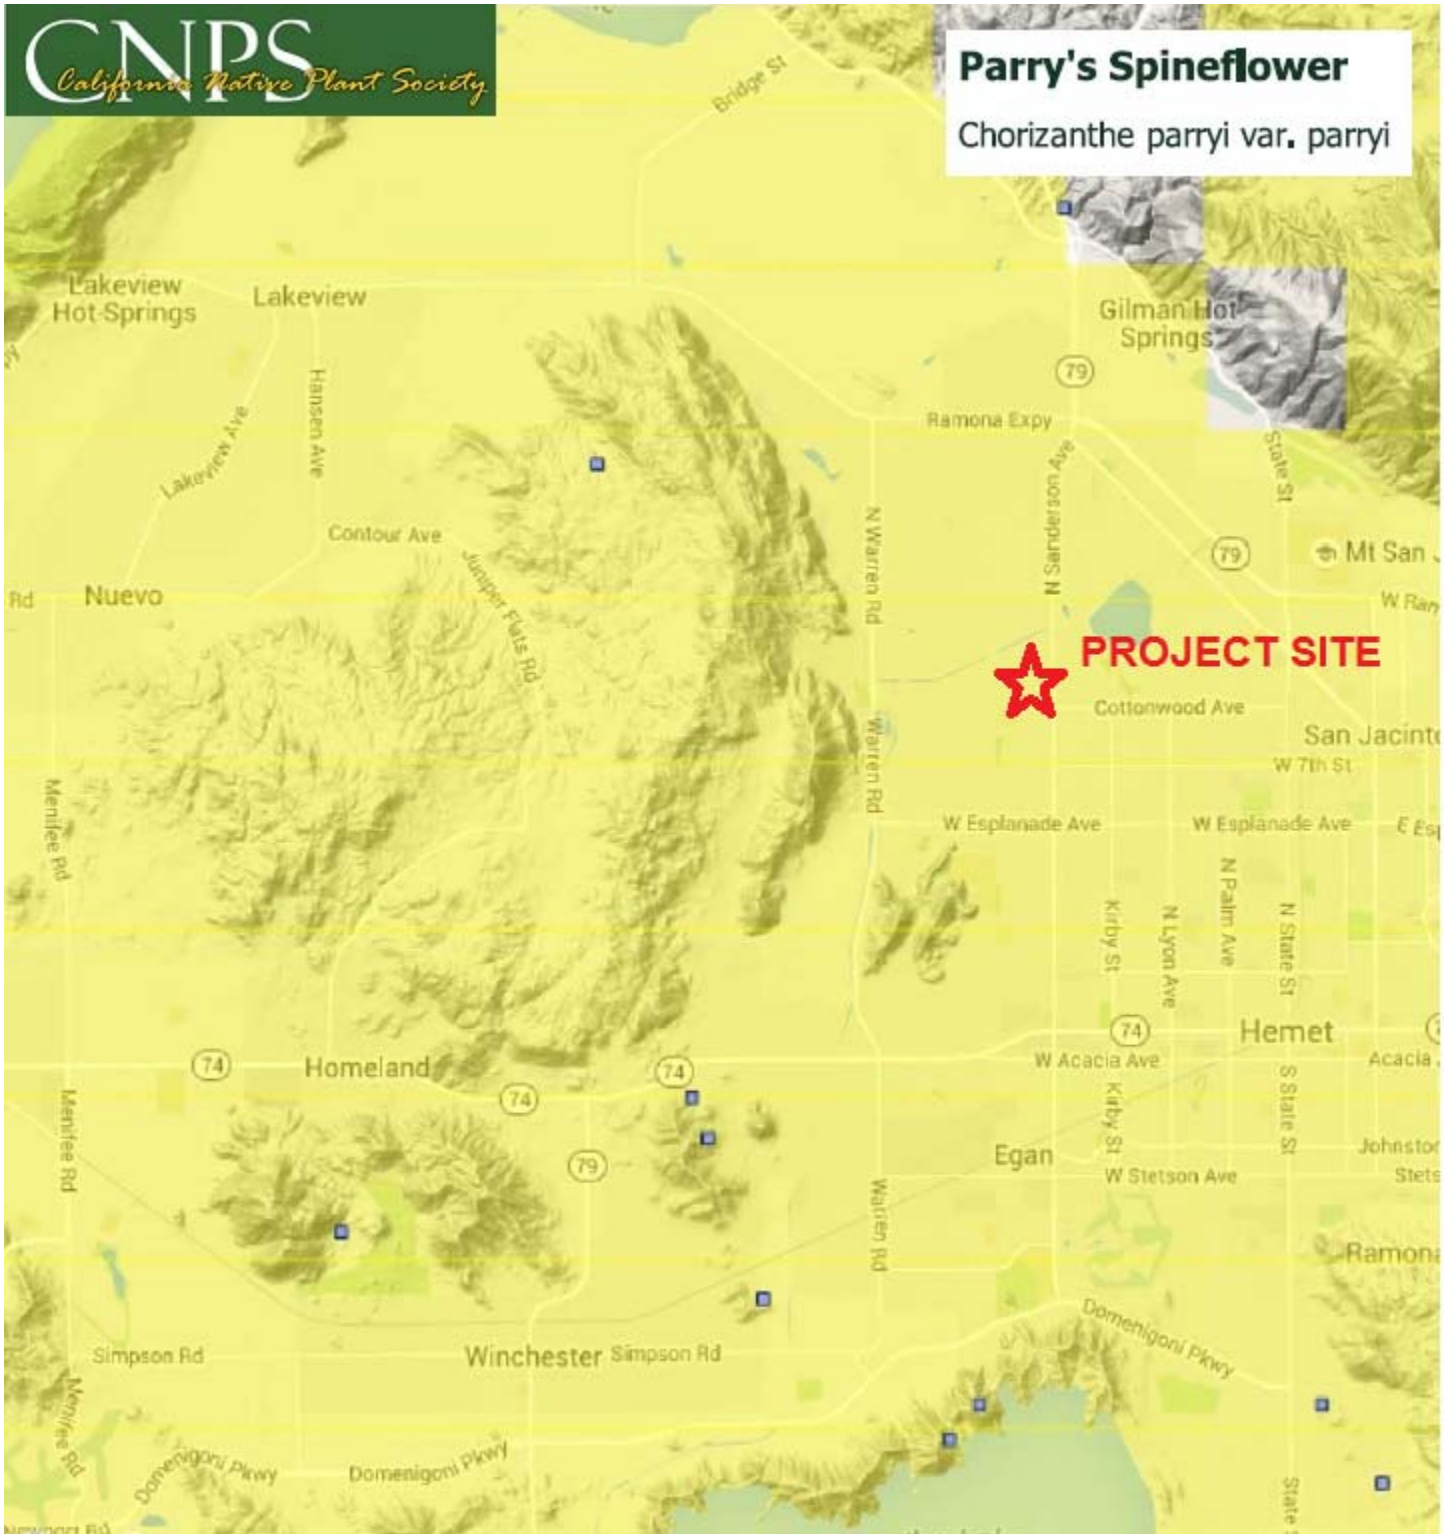 CNPS
California Native Plant Society
Parry's Spineflower
Chorizanthe parryi var. parryi
Bridge St
Lakeview
Hot Springs
Lakeview
Gilman Hot
Springs
79
Hansen Ave
Lakeview Ave
Ramona Expy
State St
N Sanderson Ave
N Warren Rd
Contour Ave
79
Mt San J
Juniper Flats Rd
Rd
Nuevo
W Ram
PROJECT SITE
Cottonwood Ave
San Jacinto
Warren Rd
W 7th St
Menifee Rd
W Esplanade Ave
W Esplanade Ave
E Esp
N Palm Ave
Kirby St
N Lyon Ave
N State St
74
Hemet
74
Homeland
74
W Acacia Ave
Acacia
74
Menifee Rd
Kirby St
S State St
Egan
Johnston
79
W Stetson Ave
Stets
Warren Rd
Ramona
Domenigoni Pkwy
Simpson Rd
Winchester
Simpson Rd
Menifee Rd
Domenigoni Pkwy
Domenigoni Pkwy
State
Newport Rd